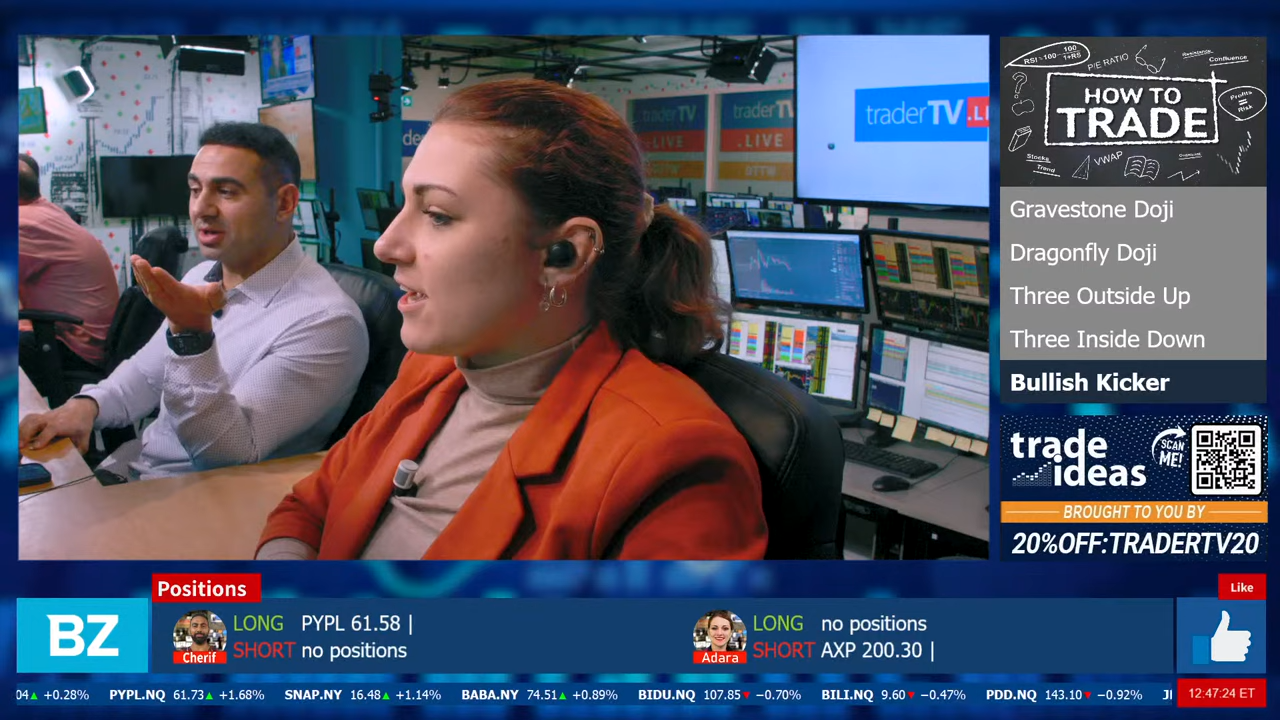 traderTV.LI
.LIVE
.LIVE
RSI=100- 100
1+RS
PIE RATIO
Resistance
Confluence
HOW TO
TRADE
Profits
=
Risk
Stocks
Trend
VWAP
Gravestone Doji
Dragonfly Doji
Three Outside Up
Three Inside Down
Bullish Kicker
trade
ideas
SCAN
ME!
BROUGHT TO YOU BY
20%OFF:TRADERTV20
Positions
Like
BZ
LONG PYPL 61.58 |
SHORT no positions
Cherif
LONG no positions
SHORT AXP 200.30 |
Adara
04▲ +0.28% PYPL.NQ 61.73▲ +1.68% SNAP.NY 16.48▲ +1.14% BABA.NY 74.51▲ +0.89% BIDU.NQ 107.85▼ −0.70% BILI.NQ 9.60▼ −0.47% PDD.NQ 143.10▼ −0.92%
12:47:24 ET